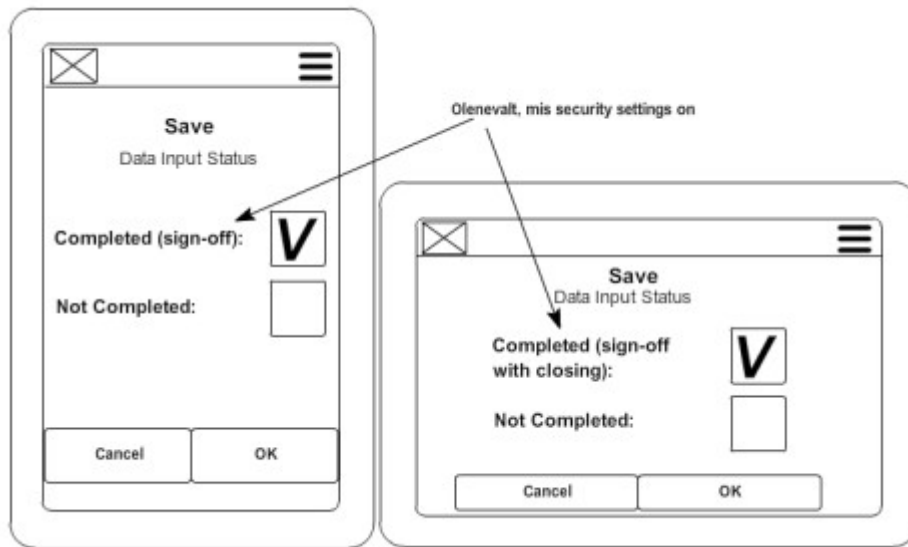 Save
Data Input Status
Completed (sign-off): V
Not Completed:
Cancel OK
Olenevalt, mis security settings on
Save
Data Input Status
Completed (sign-off
with closing): V
Not Completed:
Cancel OK